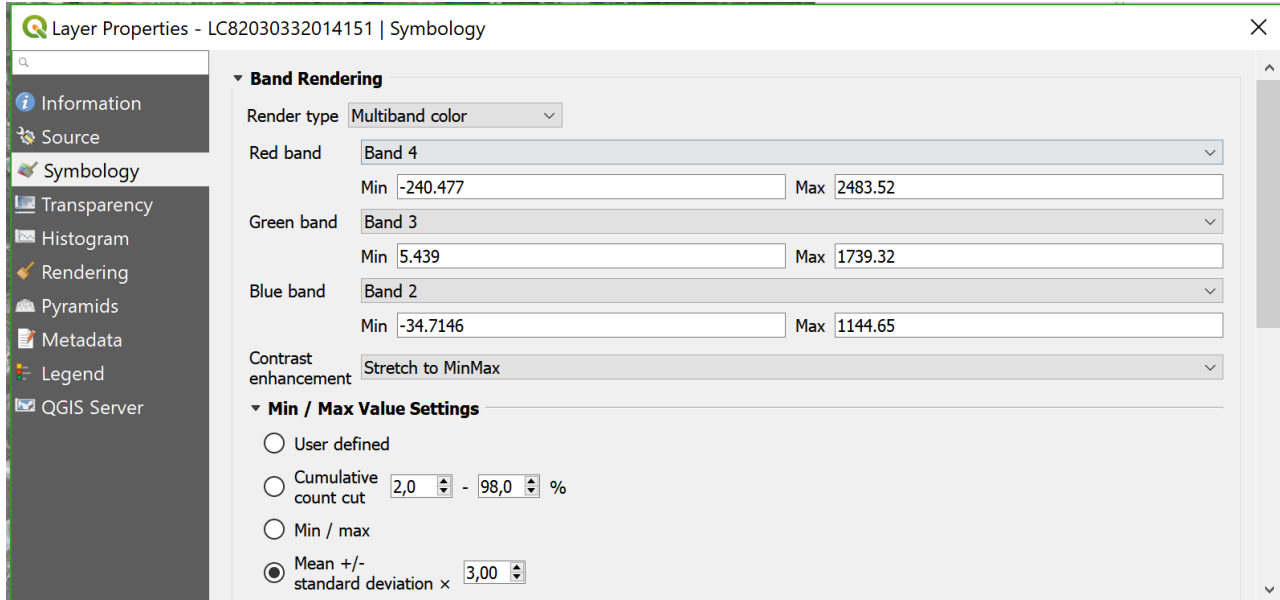 Layer Properties - LC82030332014151 | Symbology
Information
Source
Symbology
Transparency
Histogram
Rendering
Pyramids
Metadata
Legend
QGIS Server
Band Rendering
Render type Multiband color
Red band Band 4
Min -240.477 Max 2483.52
Green band Band 3
Min 5.439 Max 1739.32
Blue band Band 2
Min -34.7146 Max 1144.65
Contrast
enhancement Stretch to MinMax
Min / Max Value Settings
User defined
Cumulative
count cut 2,0 - 98,0 %
Min / max
Mean +/-
standard deviation × 3,00